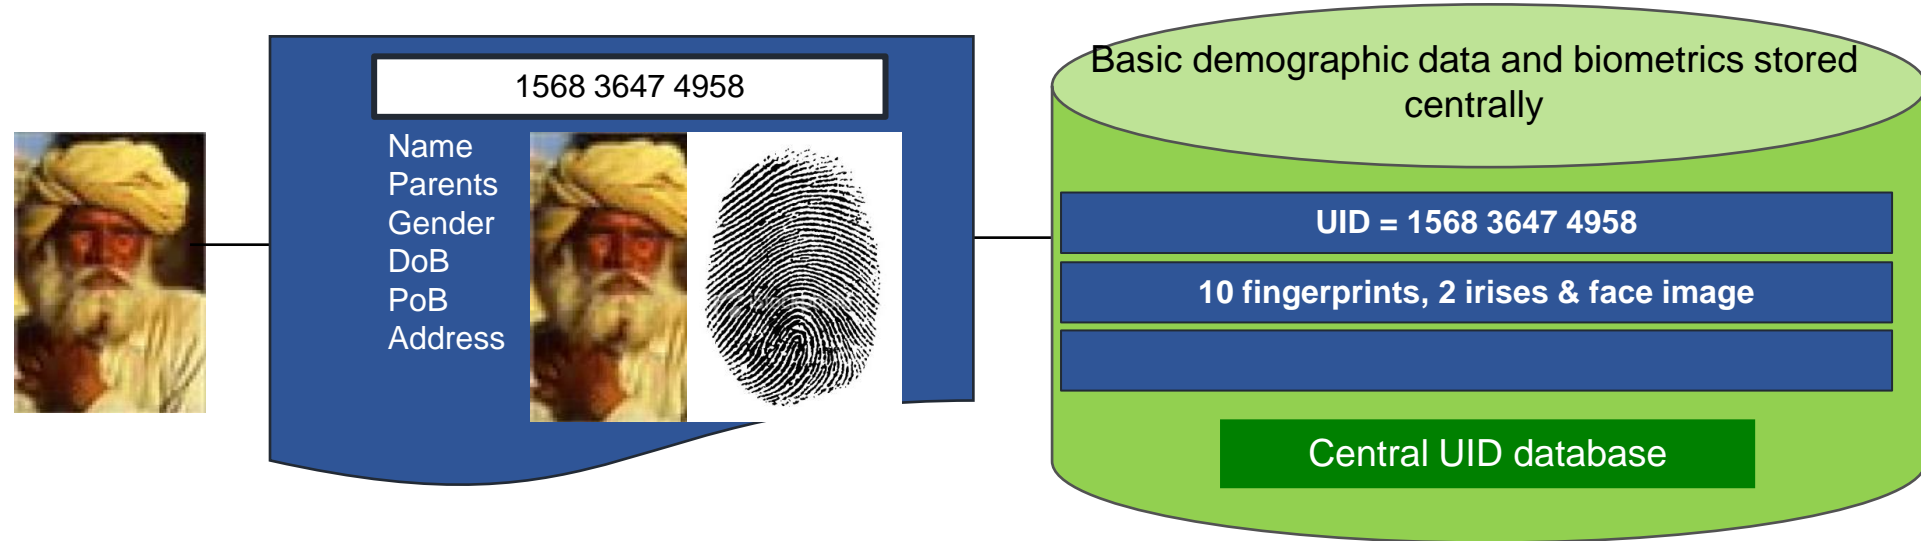 1568 3647 4958
Name
Parents
Gender
DoB
PoB
Address
Basic demographic data and biometrics stored
centrally
UID = 1568 3647 4958
10 fingerprints, 2 irises & face image
Central UID database